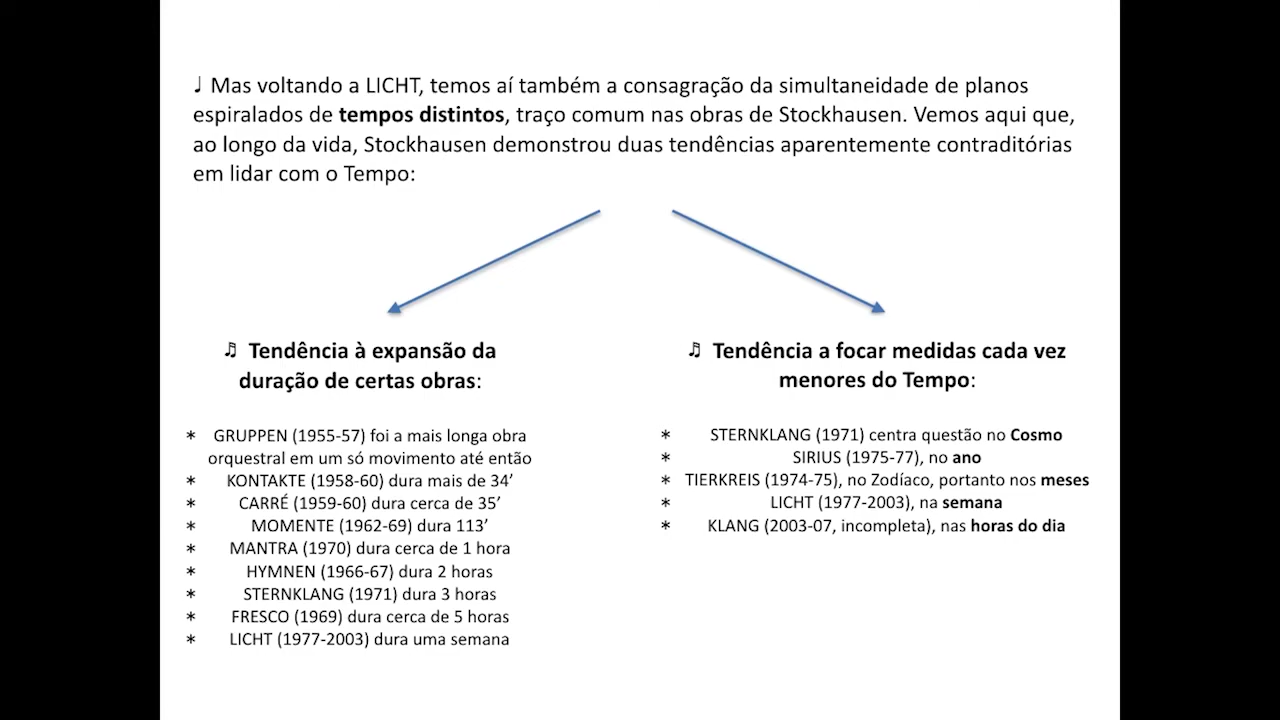 ♩ Mas voltando a LICHT, temos aí também a consagração da simultaneidade de planos
espiralados de tempos distintos, traço comum nas obras de Stockhausen. Vemos aqui que,
ao longo da vida, Stockhausen demonstrou duas tendências aparentemente contraditórias
em lidar com o Tempo:
♬ Tendência à expansão da
duração de certas obras:
* GRUPPEN (1955-57) foi a mais longa obra
orquestral em um só movimento até então
* KONTAKTE (1958-60) dura mais de 34’
* CARRÉ (1959-60) dura cerca de 35’
* MOMENTE (1962-69) dura 113’
* MANTRA (1970) dura cerca de 1 hora
* HYMNEN (1966-67) dura 2 horas
* STERNKLANG (1971) dura 3 horas
* FRESCO (1969) dura cerca de 5 horas
* LICHT (1977-2003) dura uma semana
♬ Tendência a focar medidas cada vez
menores do Tempo:
* STERNKLANG (1971) centra questão no Cosmo
* SIRIUS (1975-77), no ano
* TIERKREIS (1974-75), no Zodíaco, portanto nos meses
* LICHT (1977-2003), na semana
* KLANG (2003-07, incompleta), nas horas do dia